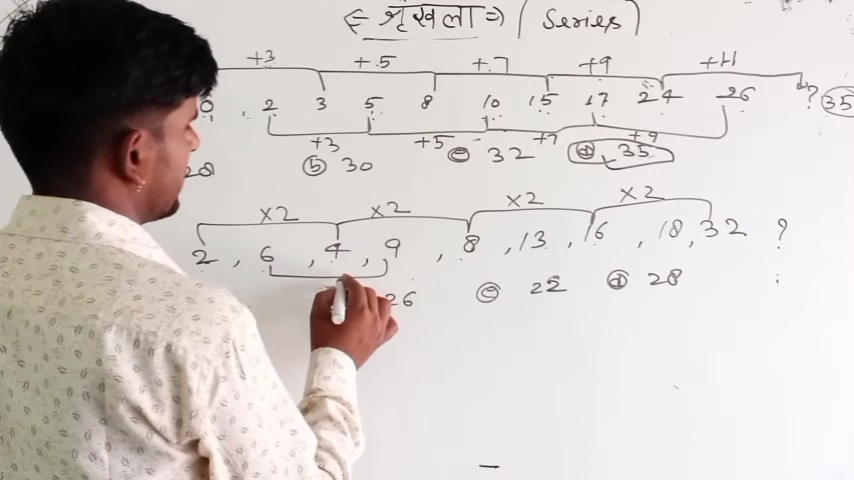 ⇐ श्रृंखला ⇒ ( Series )
+3 +5 +7 +9 +11
0, 2 3 5 8 10 15 17 24 26 ? 35
+3 +5 +7 +9
28 ⓑ 30 ⓒ 32 ⓓ 35
×2 ×2 ×2 ×2
2, 6, 4, 9, 8, 13, 16, 18, 32 ?
26 ⓒ 22 ⓓ 28